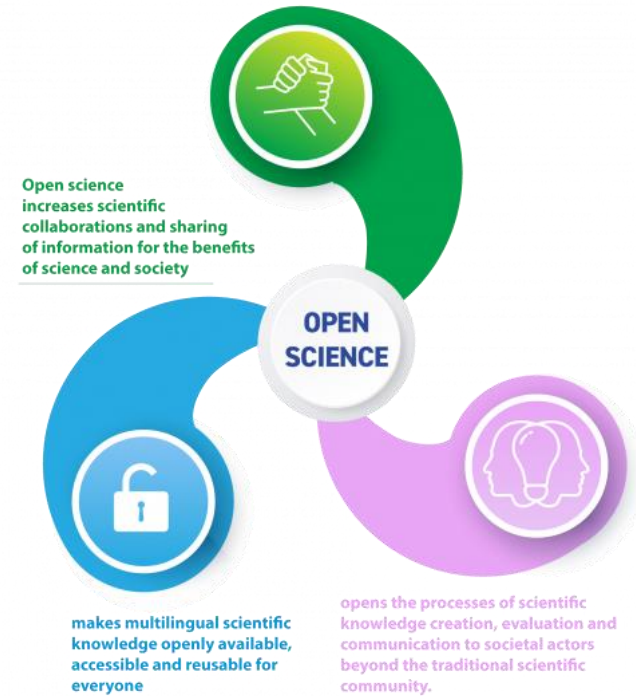 Open science
increases scientific
collaborations and sharing
of information for the benefits
of science and society
OPEN
SCIENCE
makes multilingual scientific
knowledge openly available,
accessible and reusable for
everyone
opens the processes of scientific
knowledge creation, evaluation and
communication to societal actors
beyond the traditional scientific
community.